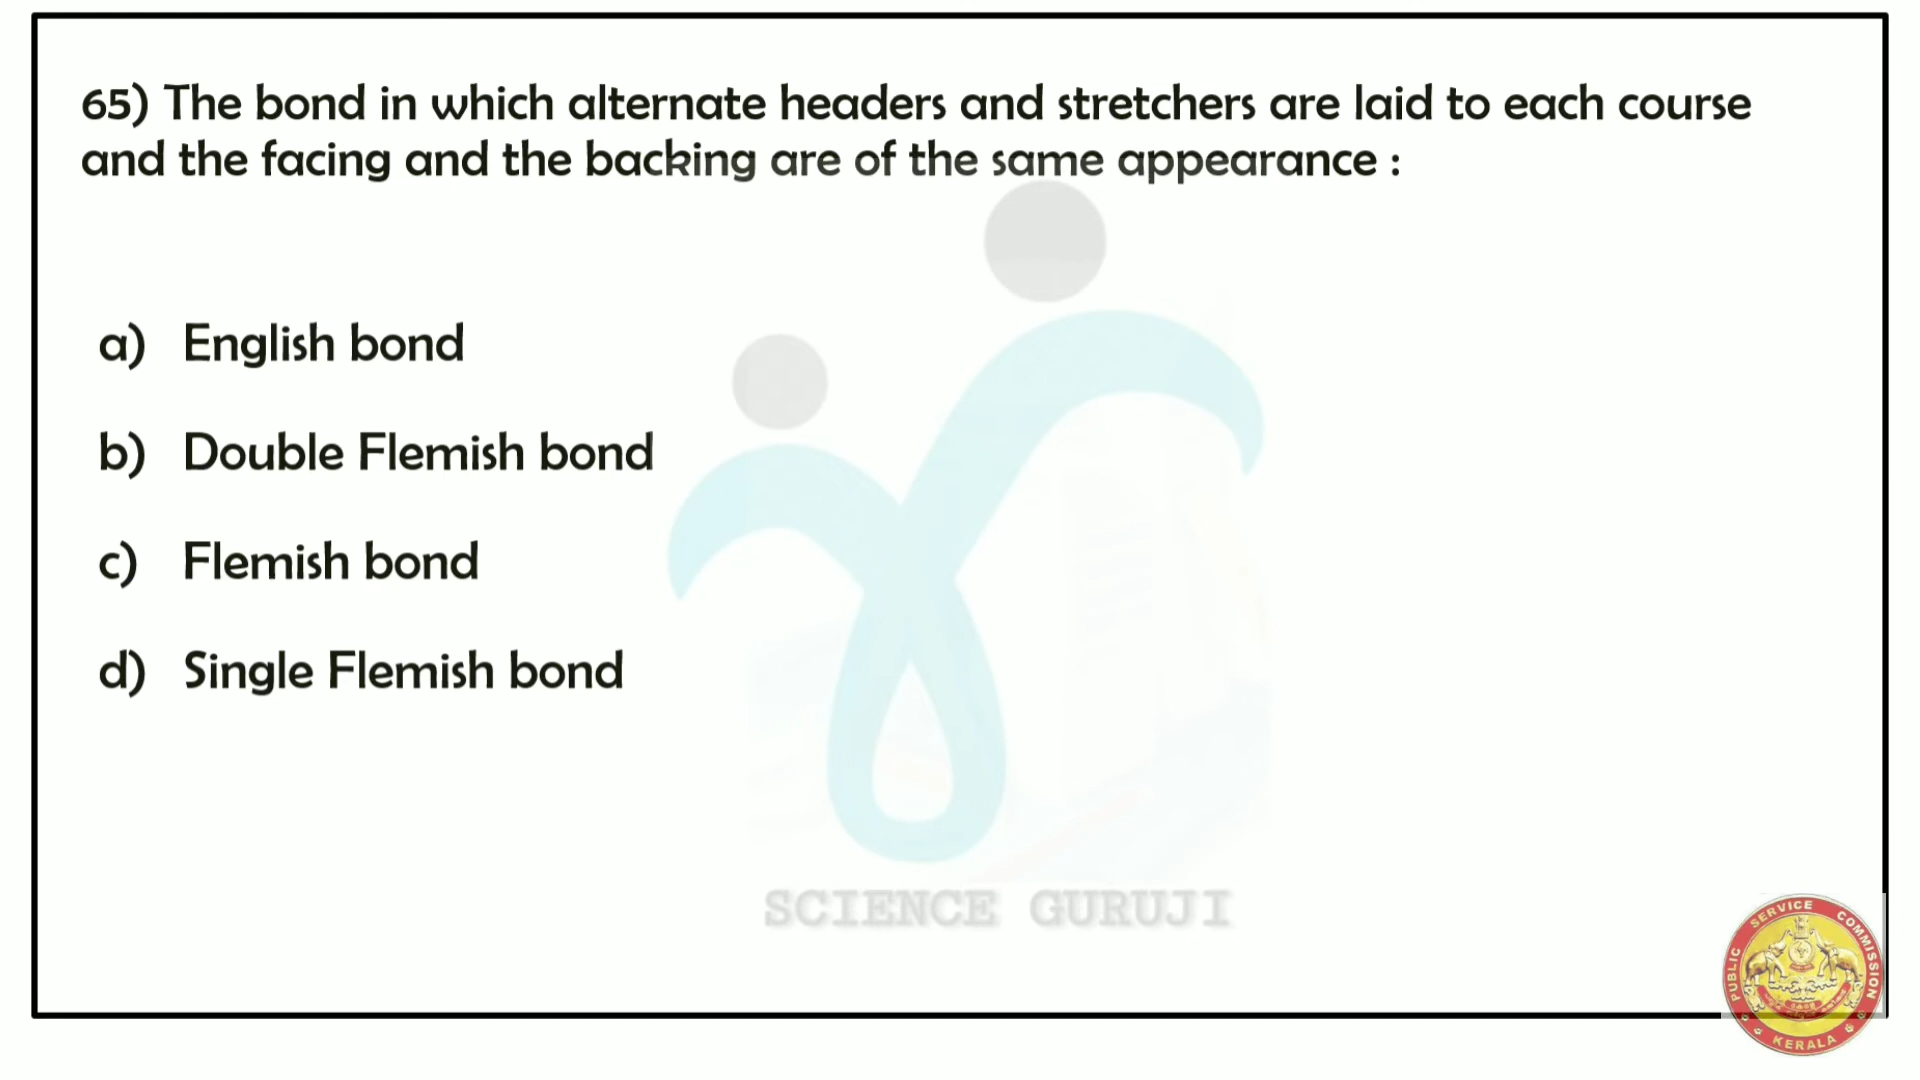 65) The bond in which alternate headers and stretchers are laid to each course
and the facing and the backing are of the same appearance :
a) English bond
b) Double Flemish bond
c) Flemish bond
d) Single Flemish bond
SCIENCE GURUJI
PUBLIC SERVICE COMMISSION
KERALA